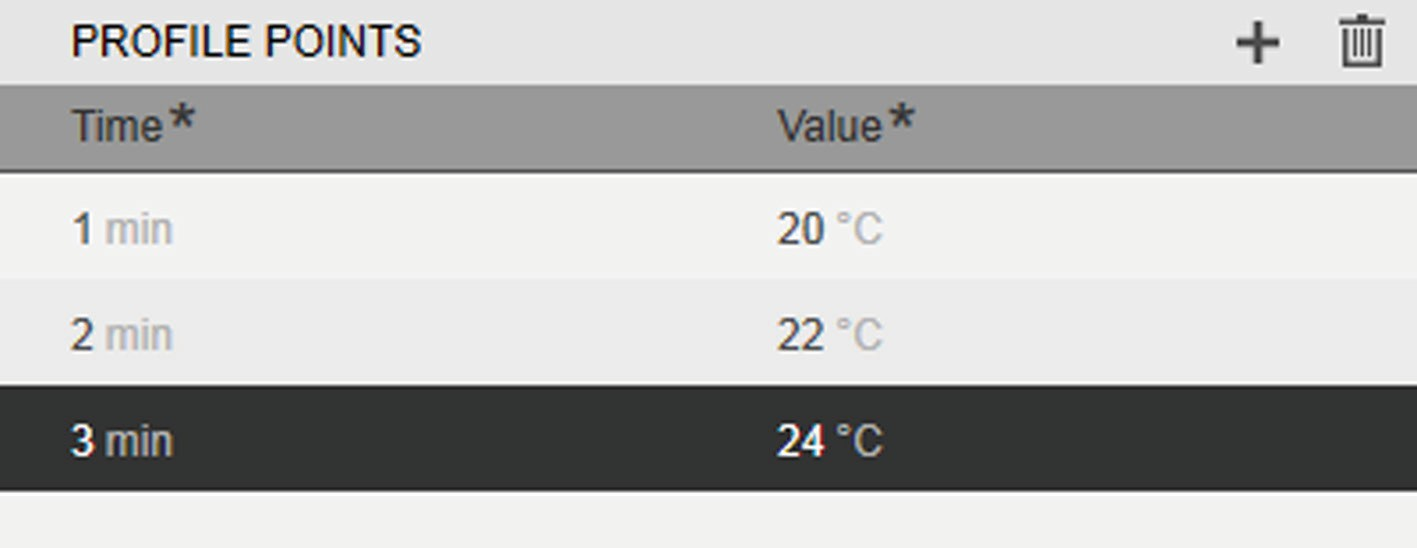 PROFILE POINTS
Time* Value*
1 min 20 °C
2 min 22 °C
3 min 24 °C